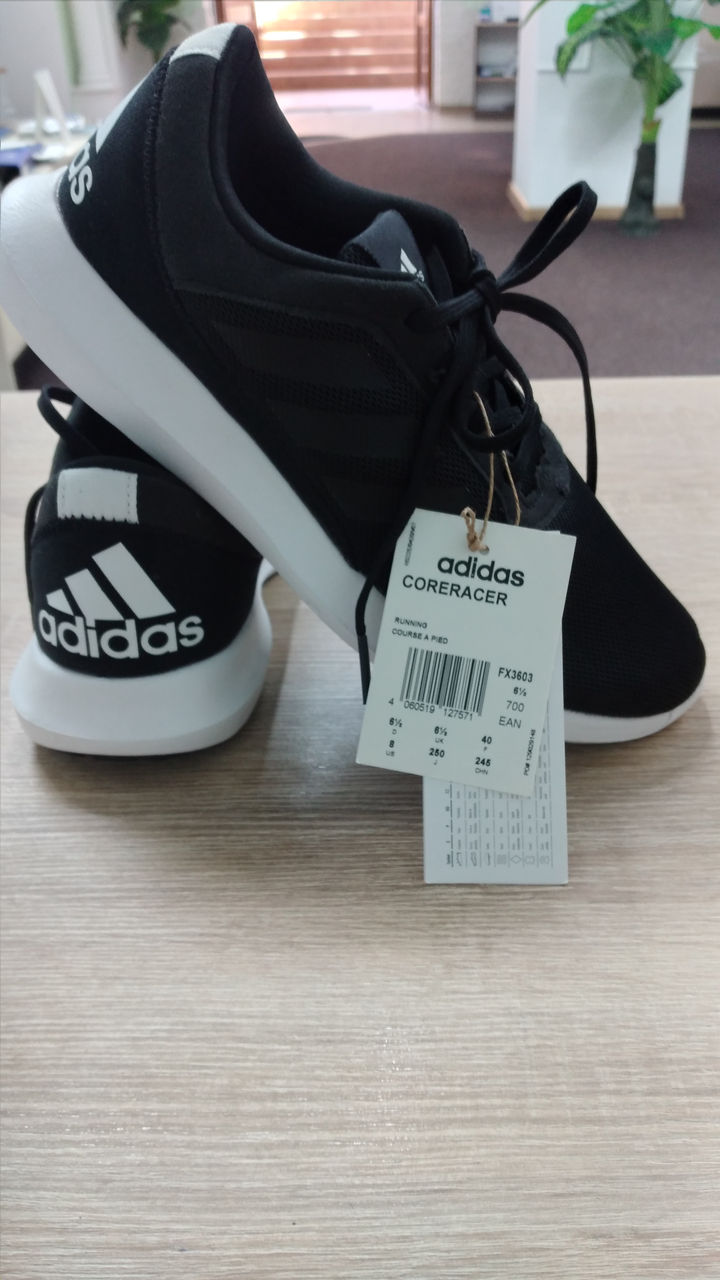 as
adidas
adidas
CORERACER
RUNNING
COURSE A PIED
FX3603
6½
700
EAN
4 060519 127571
6½ 6½ 40
D UK F
8 250 245
US J CHN